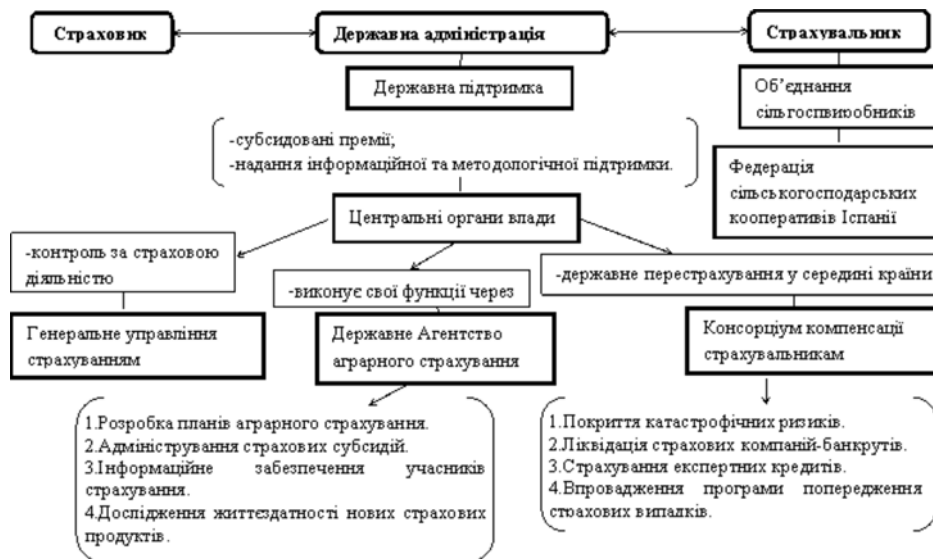 Страховик
Державна адміністрація
Страхувальник
Державна підтримка
Об’єднання
сільгоспвиробників
-субсидовані премії;
-надання інформаційної та методологічної підтримки.
Федерація
сільськогосподарських
кооперативів Іспанії
Центральні органи влади
-контроль за страховою
діяльністю
-виконує свої функції через
-державне перестрахування у середині країни
Генеральне управління
страхуванням
Державне Агентство
аграрного страхування
Консорціум компенсації
страхувальникам
1.Розробка планів аграрного страхування.
2.Адміністрування страхових субсидій.
3.Інформаційне забезпечення учасників
страхування.
4.Дослідження життєздатності нових страхових
продуктів.
1.Покриття катастрофічних ризиків.
2.Ліквідація страхових компаній-банкрутів.
3.Страхування експертних кредитів.
4.Впровадження програми попередження
страхових випадків.